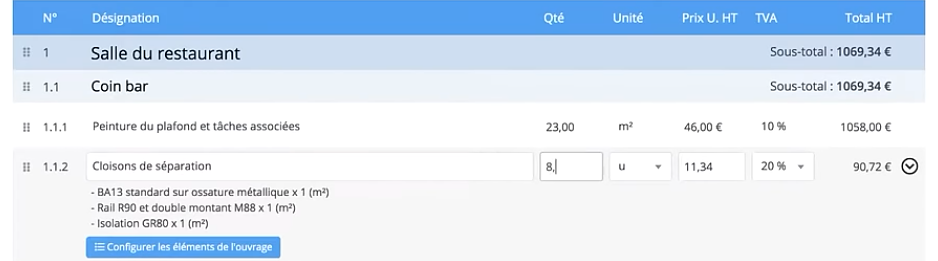 N° Désignation Qté Unité Prix U. HT TVA Total HT
1 Salle du restaurant Sous-total : 1069,34 €
1.1 Coin bar Sous-total : 1069,34 €
1.1.1 Peinture du plafond et tâches associées 23,00 m² 46,00 € 10 % 1058,00 €
1.1.2 Cloisons de séparation 8, u 11,34 20 % 90,72 €
- BA13 standard sur ossature métallique x 1 (m²)
- Rail R90 et double montant M88 x 1 (m²)
- Isolation GR80 x 1 (m²)
Configurer les éléments de l'ouvrage